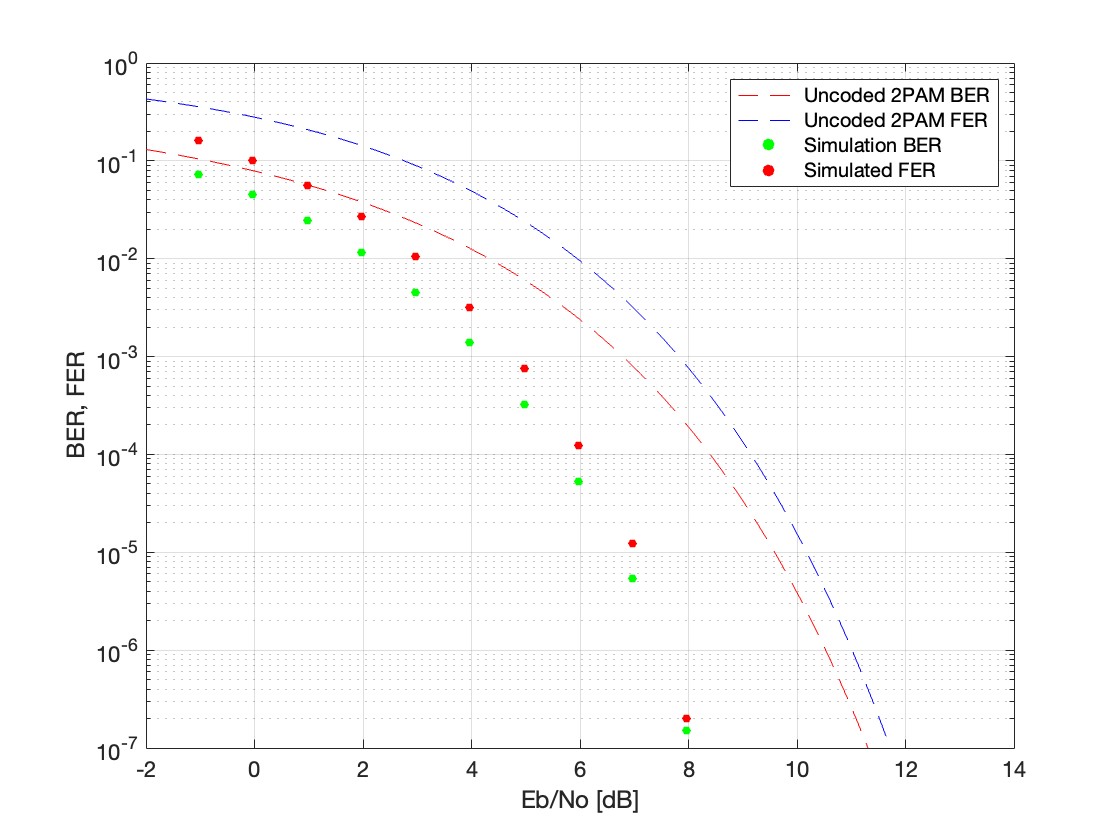 10^0
10^-1
10^-2
10^-3
10^-4
10^-5
10^-6
10^-7
BER, FER
-2 0 2 4 6 8 10 12 14
Eb/No [dB]
Uncoded 2PAM BER
Uncoded 2PAM FER
Simulation BER
Simulated FER